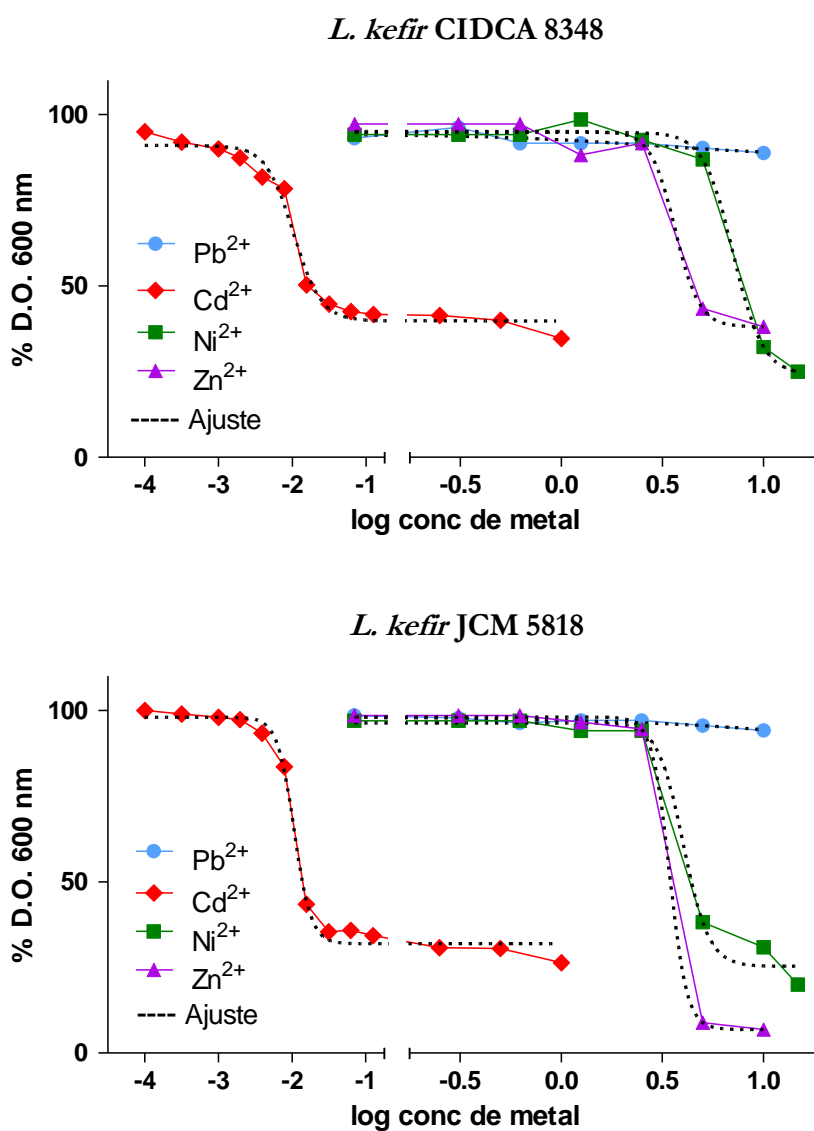 L. kefir CIDCA 8348
% D.O. 600 nm
100
50
0
Pb2+
Cd2+
Ni2+
Zn2+
Ajuste
-4 -3 -2 -1 -0.5 0.0 0.5 1.0
log conc de metal
L. kefir JCM 5818
% D.O. 600 nm
100
50
0
Pb2+
Cd2+
Ni2+
Zn2+
Ajuste
-4 -3 -2 -1 -0.5 0.0 0.5 1.0
log conc de metal